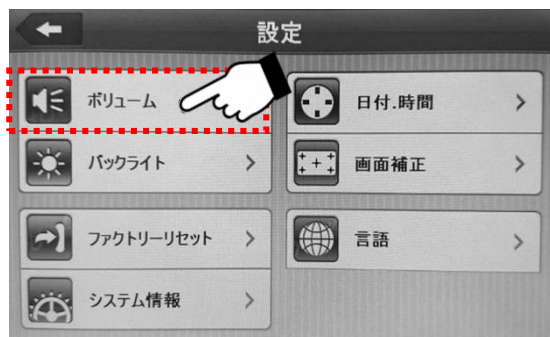 設定
ボリューム
日付.時間
バックライト
画面補正
ファクトリーリセット
言語
システム情報